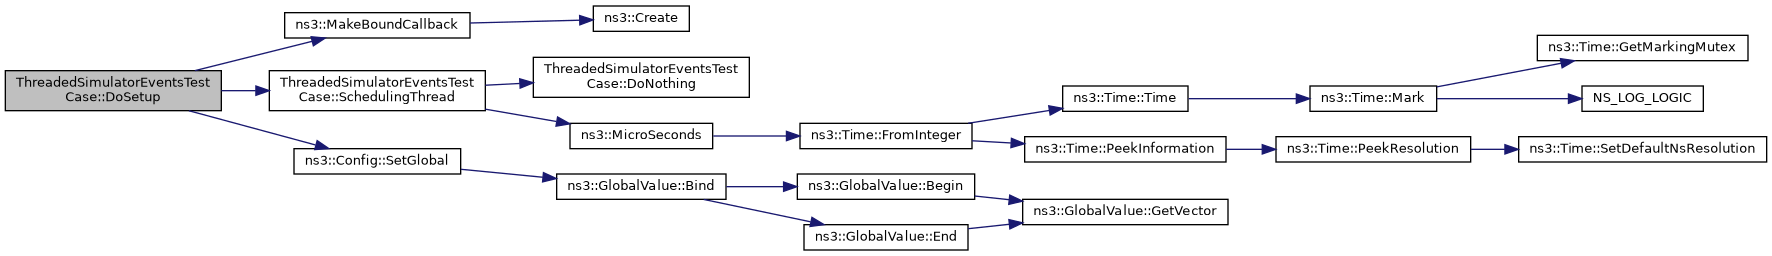 ThreadedSimulatorEventsTest
Case::DoSetup
ns3::MakeBoundCallback
ns3::Create
ThreadedSimulatorEventsTest
Case::SchedulingThread
ThreadedSimulatorEventsTest
Case::DoNothing
ns3::MicroSeconds
ns3::Time::FromInteger
ns3::Time::Time
ns3::Time::Mark
ns3::Time::GetMarkingMutex
NS_LOG_LOGIC
ns3::Time::PeekInformation
ns3::Time::PeekResolution
ns3::Time::SetDefaultNsResolution
ns3::Config::SetGlobal
ns3::GlobalValue::Bind
ns3::GlobalValue::Begin
ns3::GlobalValue::End
ns3::GlobalValue::GetVector